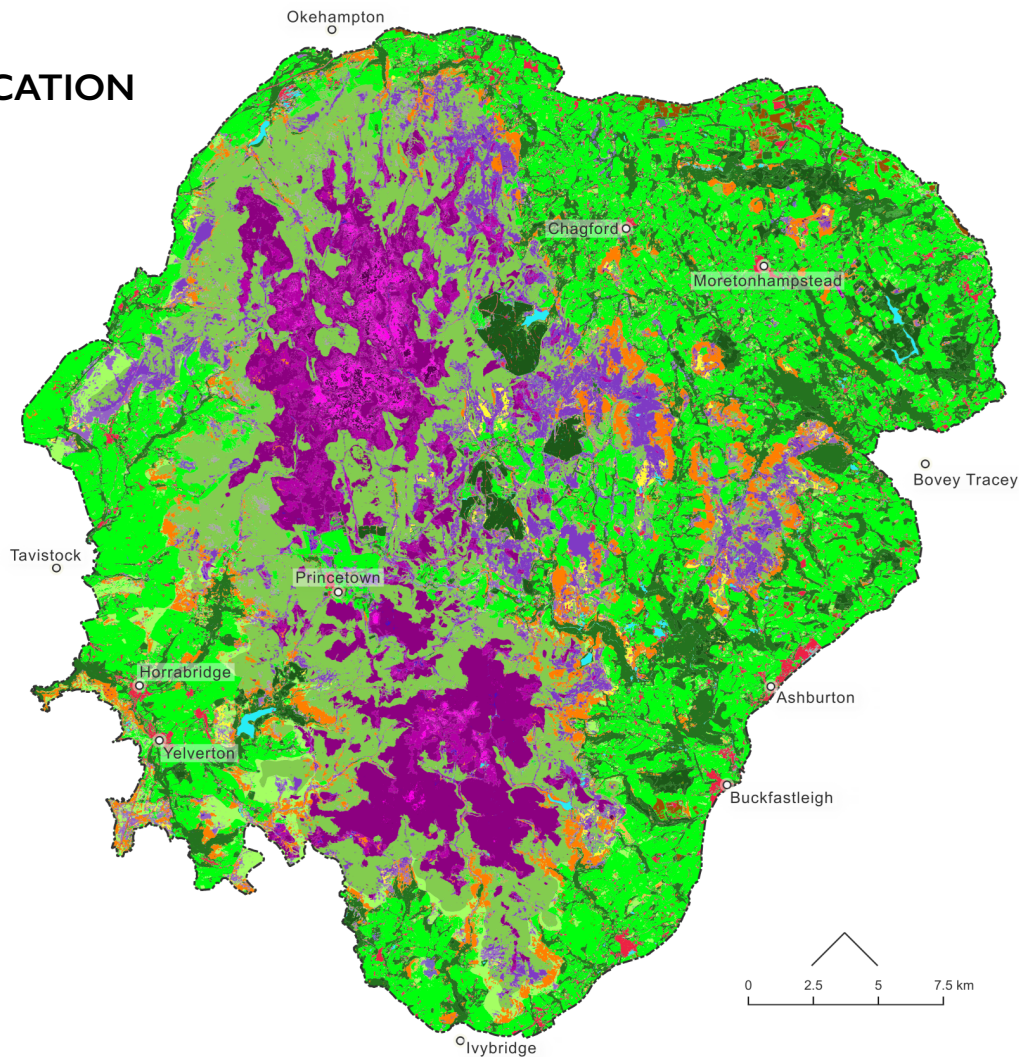 Okehampton
CATION
Chagford
Moretonhampstead
Bovey Tracey
Tavistock
Princetown
Horrabridge
Ashburton
Yelverton
Buckfastleigh
0 2.5 5 7.5 km
Ivybridge